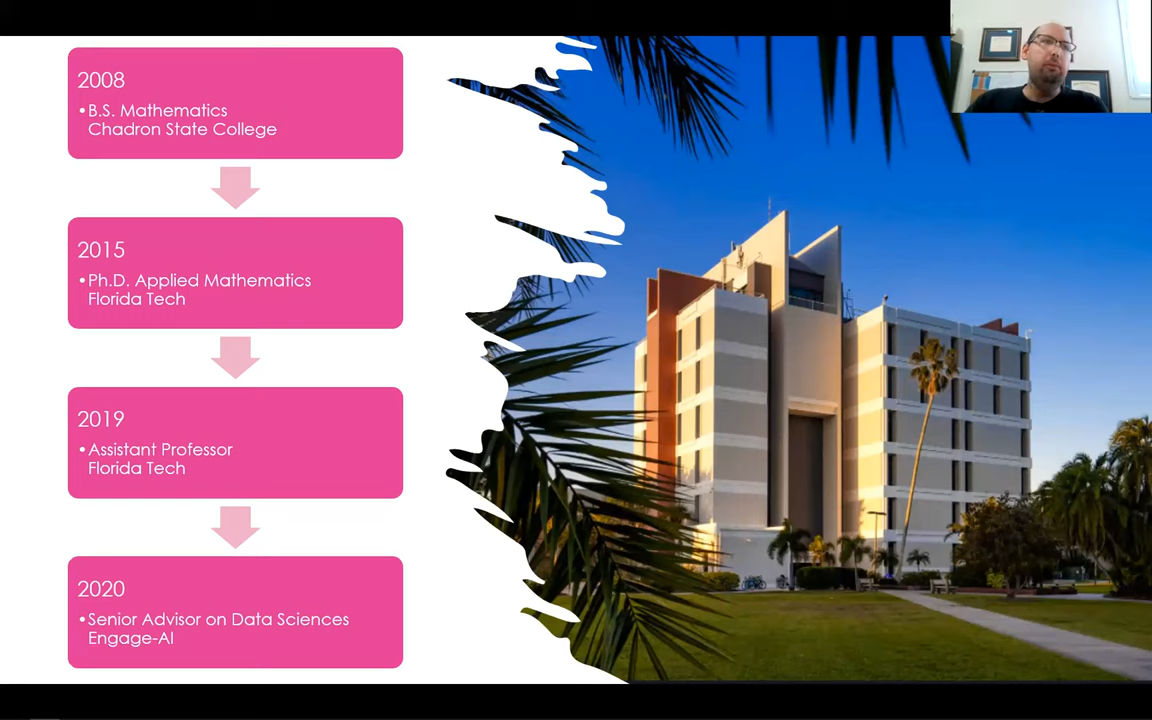 2008
•B.S. Mathematics
Chadron State College
2015
•Ph.D. Applied Mathematics
Florida Tech
2019
•Assistant Professor
Florida Tech
2020
•Senior Advisor on Data Sciences
Engage-AI